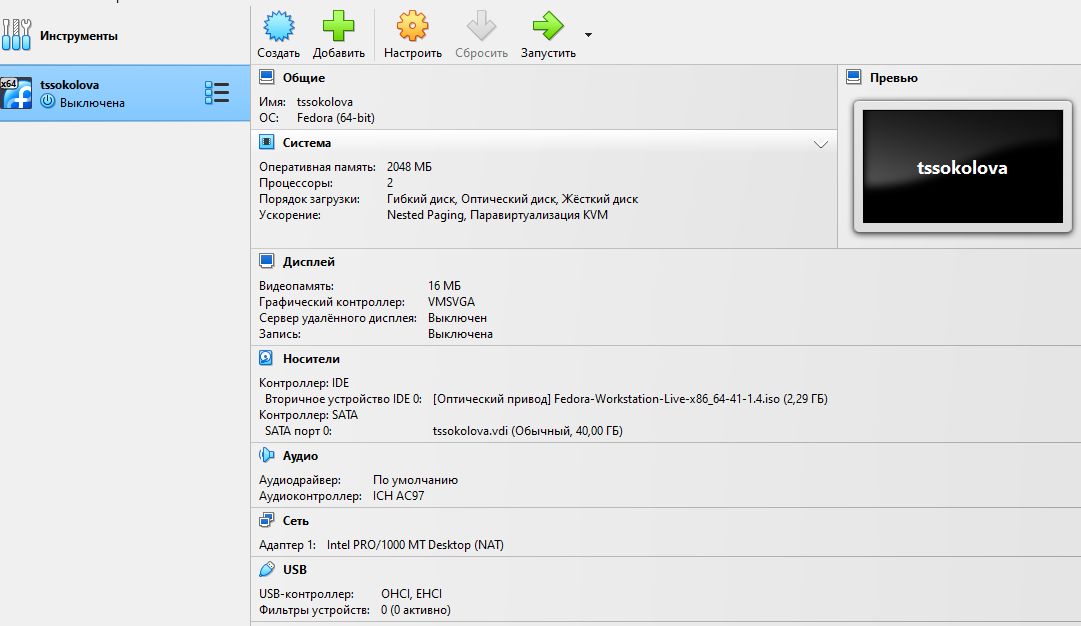 Инструменты
Создать Добавить Настроить Сбросить Запустить
x64
tssokolova
Выключена
Общие
Имя: tssokolova
ОС: Fedora (64-bit)
Превью
tssokolova
Система
Оперативная память: 2048 МБ
Процессоры: 2
Порядок загрузки: Гибкий диск, Оптический диск, Жёсткий диск
Ускорение: Nested Paging, Паравиртуализация KVM
Дисплей
Видеопамять: 16 МБ
Графический контроллер: VMSVGA
Сервер удалённого дисплея: Выключен
Запись: Выключена
Носители
Контроллер: IDE
Вторичное устройство IDE 0: [Оптический привод] Fedora-Workstation-Live-x86_64-41-1.4.iso (2,29 ГБ)
Контроллер: SATA
SATA порт 0: tssokolova.vdi (Обычный, 40,00 ГБ)
Аудио
Аудиодрайвер: По умолчанию
Аудиоконтроллер: ICH AC97
Сеть
Адаптер 1: Intel PRO/1000 MT Desktop (NAT)
USB
USB-контроллер: OHCI, EHCI
Фильтры устройств: 0 (0 активно)